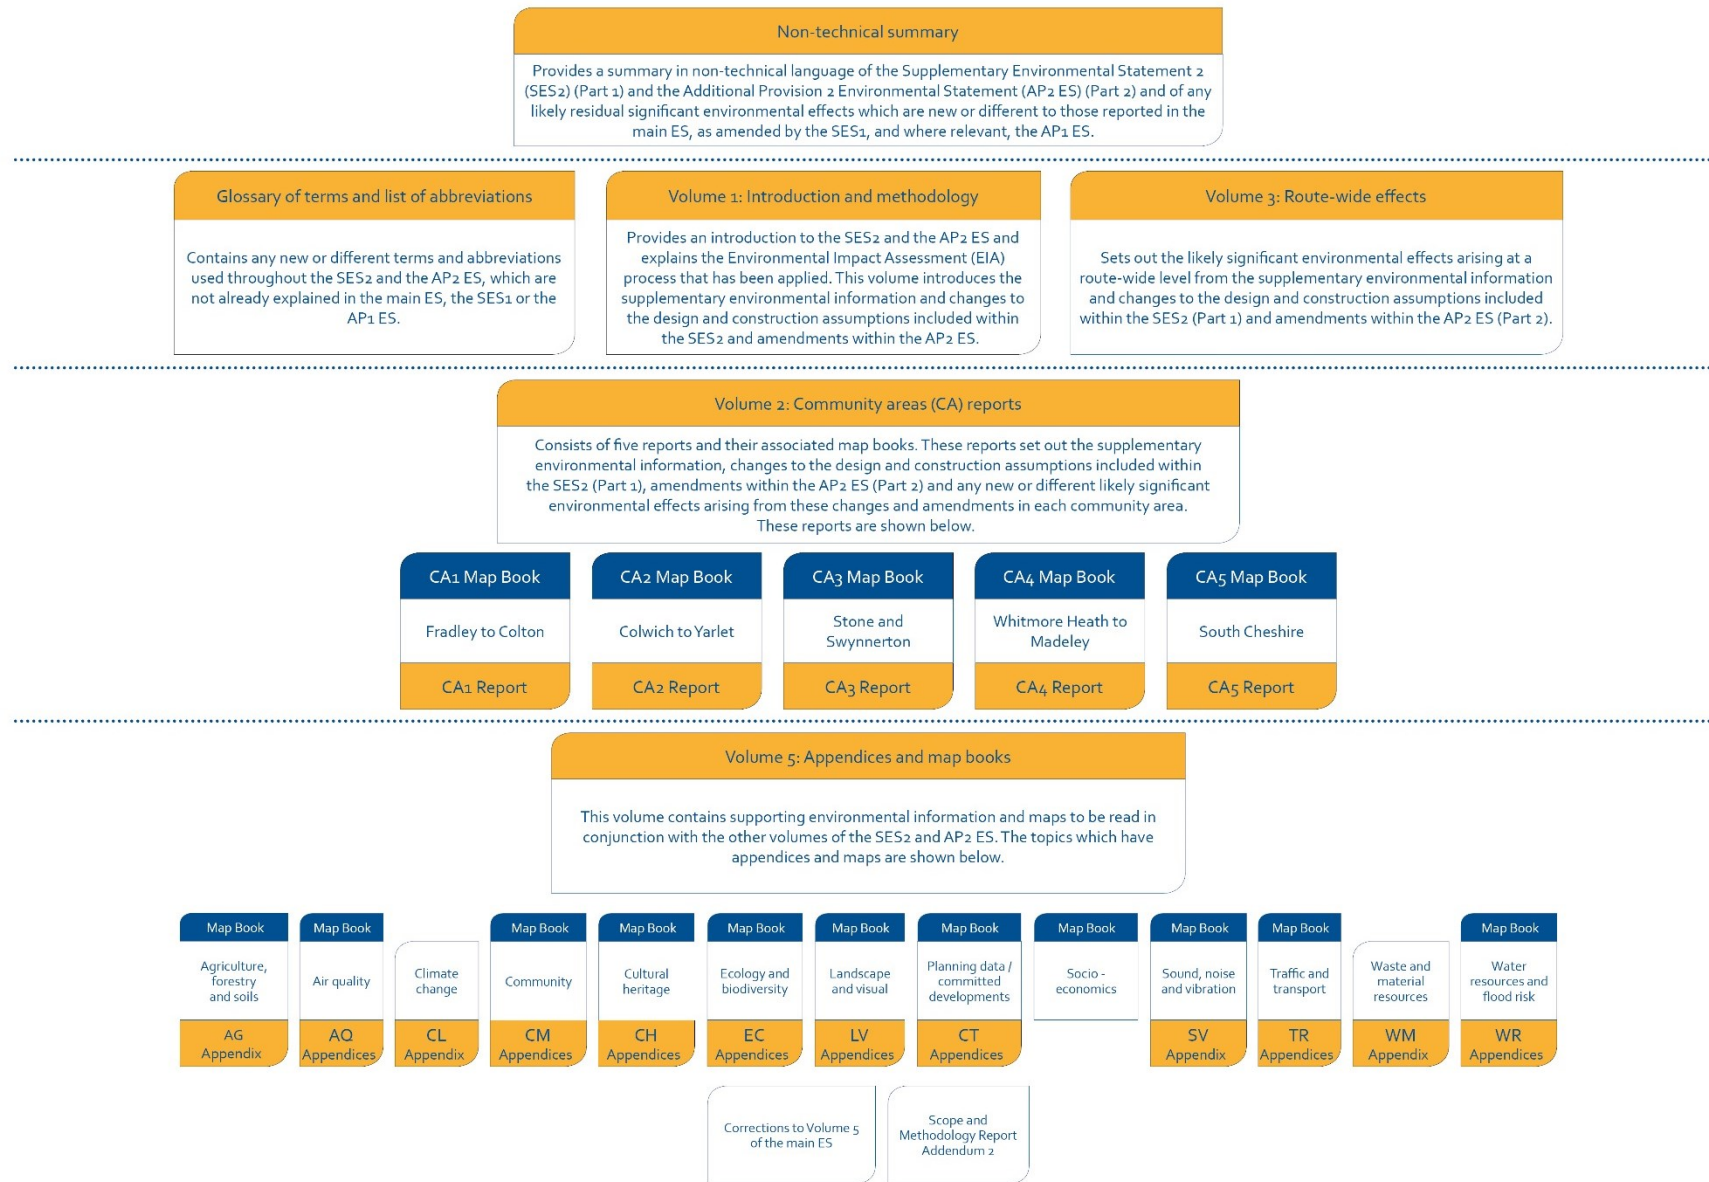 Non-technical summary
Provides a summary in non-technical language of the Supplementary Environmental Statement 2
(SES2) (Part 1) and the Additional Provision 2 Environmental Statement (AP2 ES) (Part 2) and of any
likely residual significant environmental effects which are new or different to those reported in the
main ES, as amended by the SES1, and where relevant, the AP1 ES.
Glossary of terms and list of abbreviations
Contains any new or different terms and abbreviations
used throughout the SES2 and the AP2 ES, which are
not already explained in the main ES, the SES1 or the
AP1 ES.
Volume 1: Introduction and methodology
Provides an introduction to the SES2 and the AP2 ES and
explains the Environmental Impact Assessment (EIA)
process that has been applied. This volume introduces the
supplementary environmental information and changes to
the design and construction assumptions included within
the SES2 and amendments within the AP2 ES.
Volume 3: Route-wide effects
Sets out the likely significant environmental effects arising at a
route-wide level from the supplementary environmental information
and changes to the design and construction assumptions included
within the SES2 (Part 1) and amendments within the AP2 ES (Part 2).
Volume 2: Community areas (CA) reports
Consists of five reports and their associated map books. These reports set out the supplementary
environmental information, changes to the design and construction assumptions included within
the SES2 (Part 1), amendments within the AP2 ES (Part 2) and any new or different likely significant
environmental effects arising from these changes and amendments in each community area.
These reports are shown below.
CA1 Map Book
Fradley to Colton
CA1 Report
CA2 Map Book
Colwich to Yarlet
CA2 Report
CA3 Map Book
Stone and
Swynnerton
CA3 Report
CA4 Map Book
Whitmore Heath to
Madeley
CA4 Report
CA5 Map Book
South Cheshire
CA5 Report
Volume 5: Appendices and map books
This volume contains supporting environmental information and maps to be read in
conjunction with the other volumes of the SES2 and AP2 ES. The topics which have
appendices and maps are shown below.
Map Book
Agriculture,
forestry
and soils
AG
Appendix
Map Book
Air quality
AQ
Appendices
Climate
change
CL
Appendix
Map Book
Community
CM
Appendices
Map Book
Cultural
heritage
CH
Appendices
Map Book
Ecology and
biodiversity
EC
Appendices
Map Book
Landscape
and visual
LV
Appendices
Map Book
Planning data /
committed
developments
CT
Appendices
Map Book
Socio -
economics
Map Book
Sound, noise
and vibration
SV
Appendix
Map Book
Traffic and
transport
TR
Appendices
Waste and
material
resources
WM
Appendix
Map Book
Water
resources and
flood risk
WR
Appendices
Corrections to Volume 5
of the main ES
Scope and
Methodology Report
Addendum 2